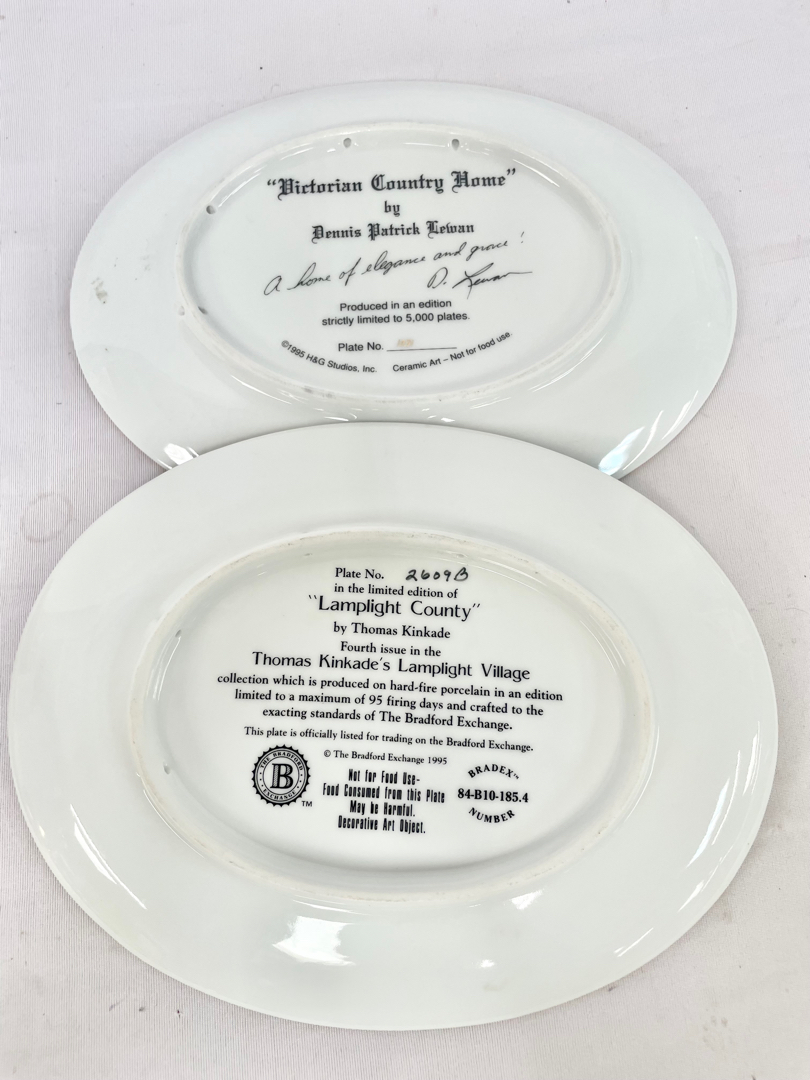 "Victorian Country Home"
by
Dennis Patrick Lewan
A home of elegance and grace!
D. Lewan
Produced in an edition
strictly limited to 5,000 plates.
Plate No.
©1995 H&G Studios, Inc. Ceramic Art – Not for food use.
Plate No. 2609B
in the limited edition of
"Lamplight County"
by Thomas Kinkade
Fourth issue in the
Thomas Kinkade's Lamplight Village
collection which is produced on hard-fire porcelain in an edition
limited to a maximum of 95 firing days and crafted to the
exacting standards of The Bradford Exchange.
This plate is officially listed for trading on the Bradford Exchange.
© The Bradford Exchange 1995
THE BRADFORD
B
EXCHANGE
TM
Not for Food Use-
Food Consumed from this Plate
May be Harmful.
Decorative Art Object.
BRADEX™
84-B10-185.4
NUMBER